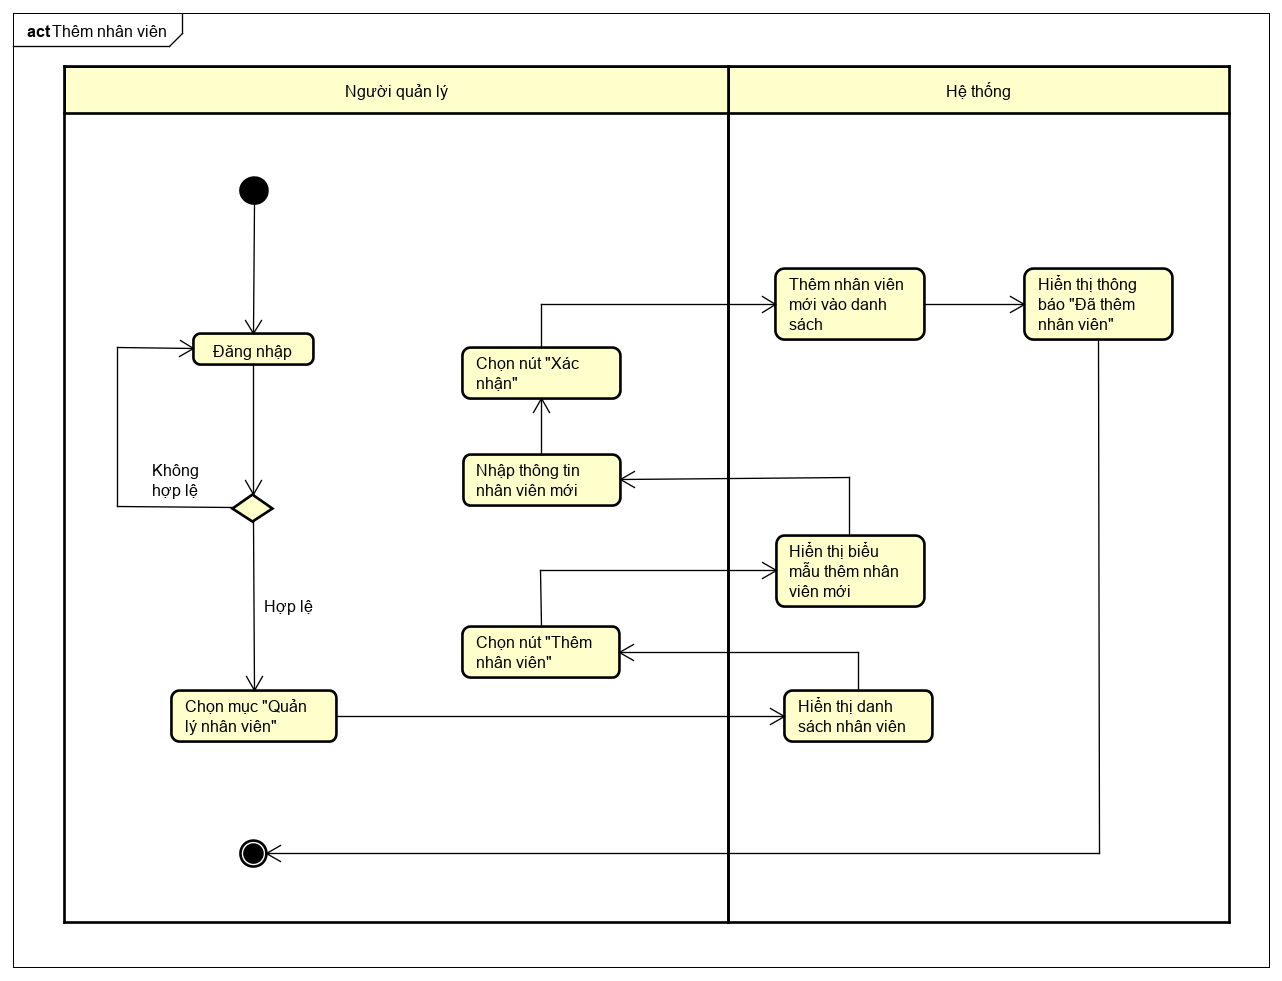 act Thêm nhân viên
Người quản lý
Hệ thống
Đăng nhập
Không
hợp lệ
Hợp lệ
Chọn mục "Quản
lý nhân viên"
Hiển thị danh
sách nhân viên
Chọn nút "Thêm
nhân viên"
Hiển thị biểu
mẫu thêm nhân
viên mới
Nhập thông tin
nhân viên mới
Chọn nút "Xác
nhận"
Thêm nhân viên
mới vào danh
sách
Hiển thị thông
báo "Đã thêm
nhân viên"